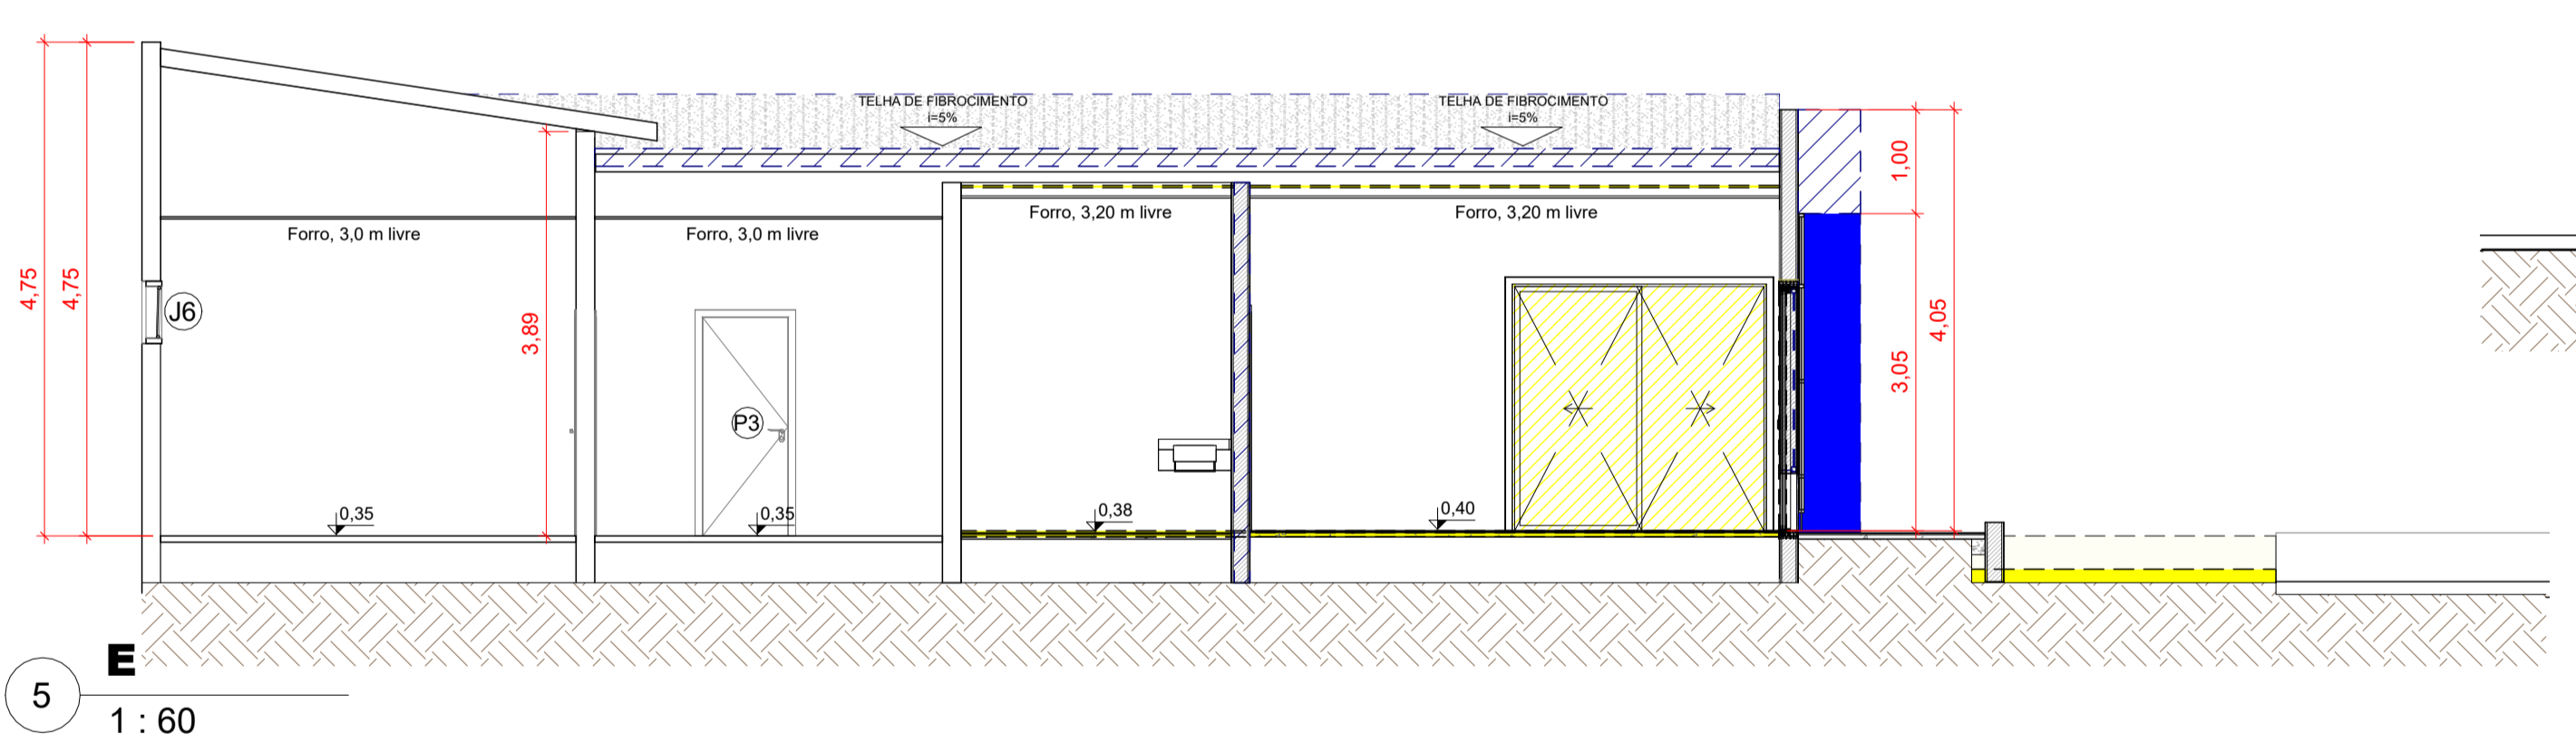 TELHA DE FIBROCIMENTO
i=5%
TELHA DE FIBROCIMENTO
i=5%
1,00
Forro, 3,20 m livre
Forro, 3,20 m livre
Forro, 3,0 m livre
Forro, 3,0 m livre
4,75
4,75
J6
3,89
4,05
3,05
P3
0,35
0,35
0,38
0,40
E
5
1 : 60